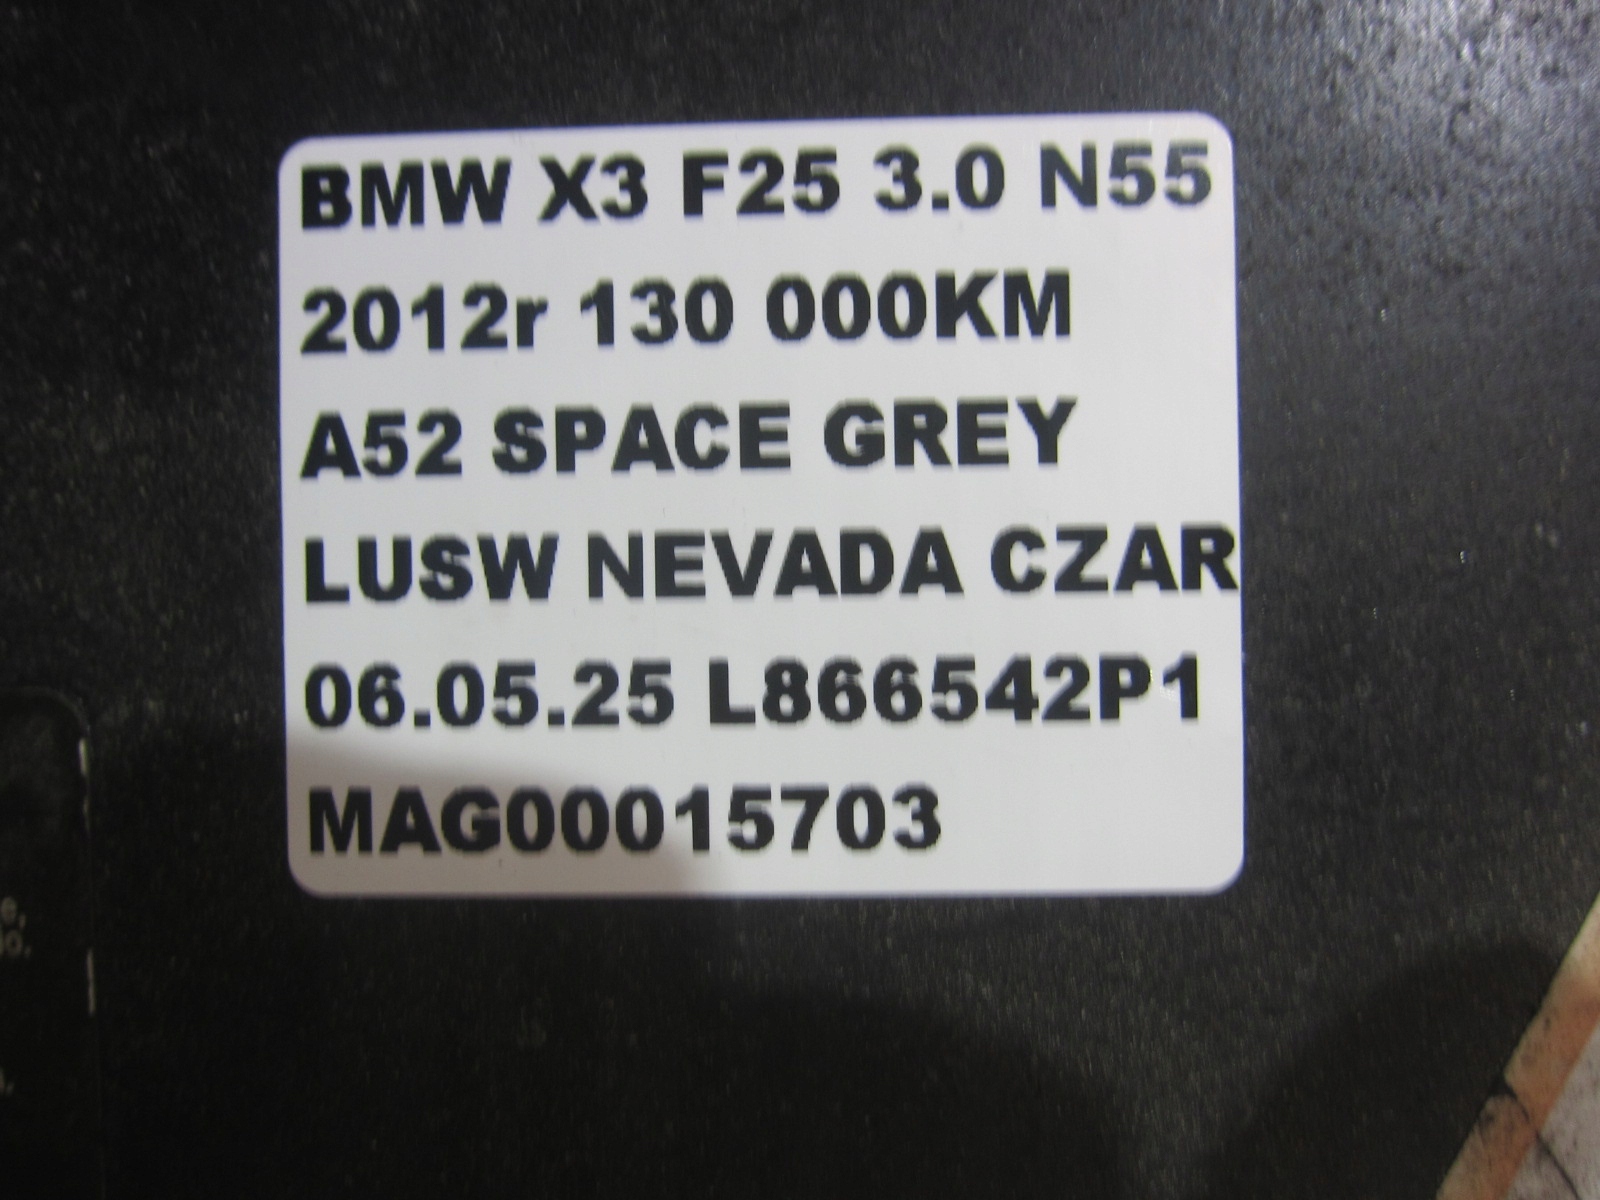 BMW X3 F25 3.0 N55
2012r 130 000KM
A52 SPACE GREY
LUSW NEVADA CZAR
06.05.25 L866542P1
MAG00015703